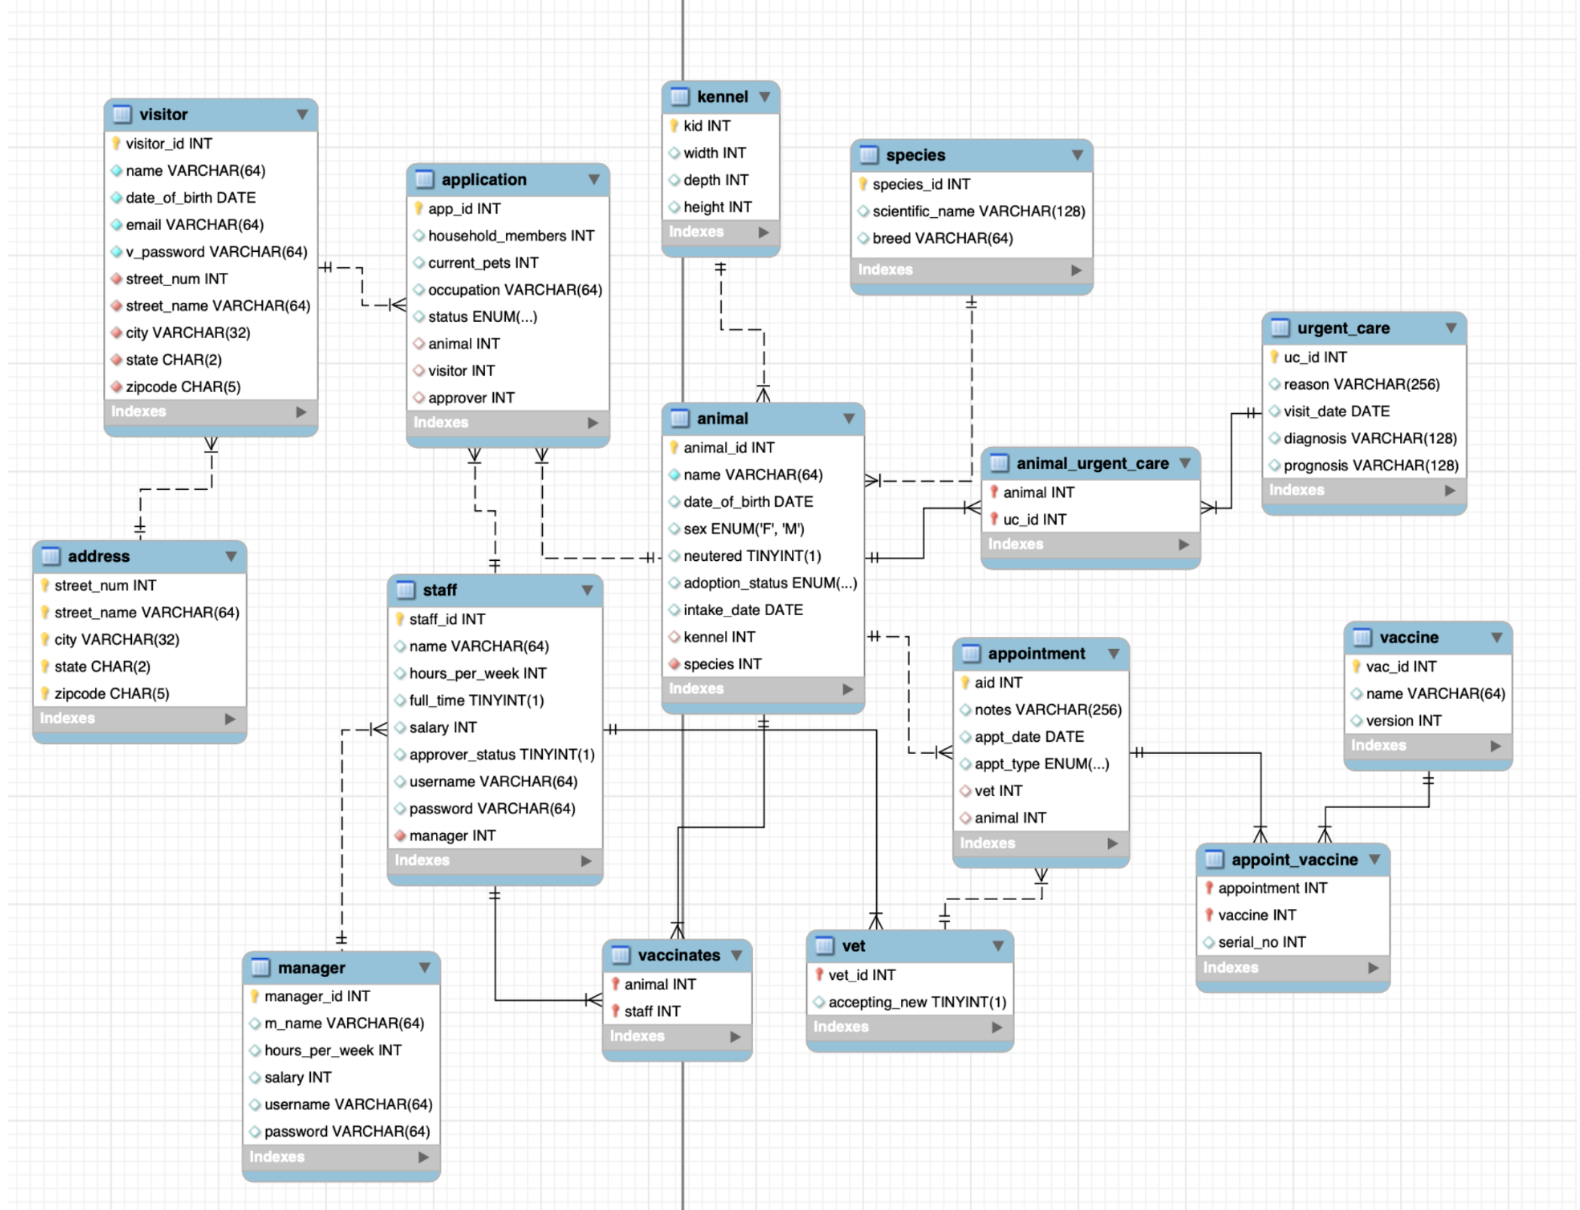 visitor
visitor_id INT
name VARCHAR(64)
date_of_birth DATE
email VARCHAR(64)
v_password VARCHAR(64)
street_num INT
street_name VARCHAR(64)
city VARCHAR(32)
state CHAR(2)
zipcode CHAR(5)
Indexes
application
app_id INT
household_members INT
current_pets INT
occupation VARCHAR(64)
status ENUM(...)
animal INT
visitor INT
approver INT
Indexes
kennel
kid INT
width INT
depth INT
height INT
Indexes
species
species_id INT
scientific_name VARCHAR(128)
breed VARCHAR(64)
Indexes
urgent_care
uc_id INT
reason VARCHAR(256)
visit_date DATE
diagnosis VARCHAR(128)
prognosis VARCHAR(128)
Indexes
animal
animal_id INT
name VARCHAR(64)
date_of_birth DATE
sex ENUM('F', 'M')
neutered TINYINT(1)
adoption_status ENUM(...)
intake_date DATE
kennel INT
species INT
Indexes
animal_urgent_care
animal INT
uc_id INT
Indexes
address
street_num INT
street_name VARCHAR(64)
city VARCHAR(32)
state CHAR(2)
zipcode CHAR(5)
Indexes
staff
staff_id INT
name VARCHAR(64)
hours_per_week INT
full_time TINYINT(1)
salary INT
approver_status TINYINT(1)
username VARCHAR(64)
password VARCHAR(64)
manager INT
Indexes
appointment
aid INT
notes VARCHAR(256)
appt_date DATE
appt_type ENUM(...)
vet INT
animal INT
Indexes
vaccine
vac_id INT
name VARCHAR(64)
version INT
Indexes
appoint_vaccine
appointment INT
vaccine INT
serial_no INT
Indexes
manager
manager_id INT
m_name VARCHAR(64)
hours_per_week INT
salary INT
username VARCHAR(64)
password VARCHAR(64)
Indexes
vaccinates
animal INT
staff INT
Indexes
vet
vet_id INT
accepting_new TINYINT(1)
Indexes